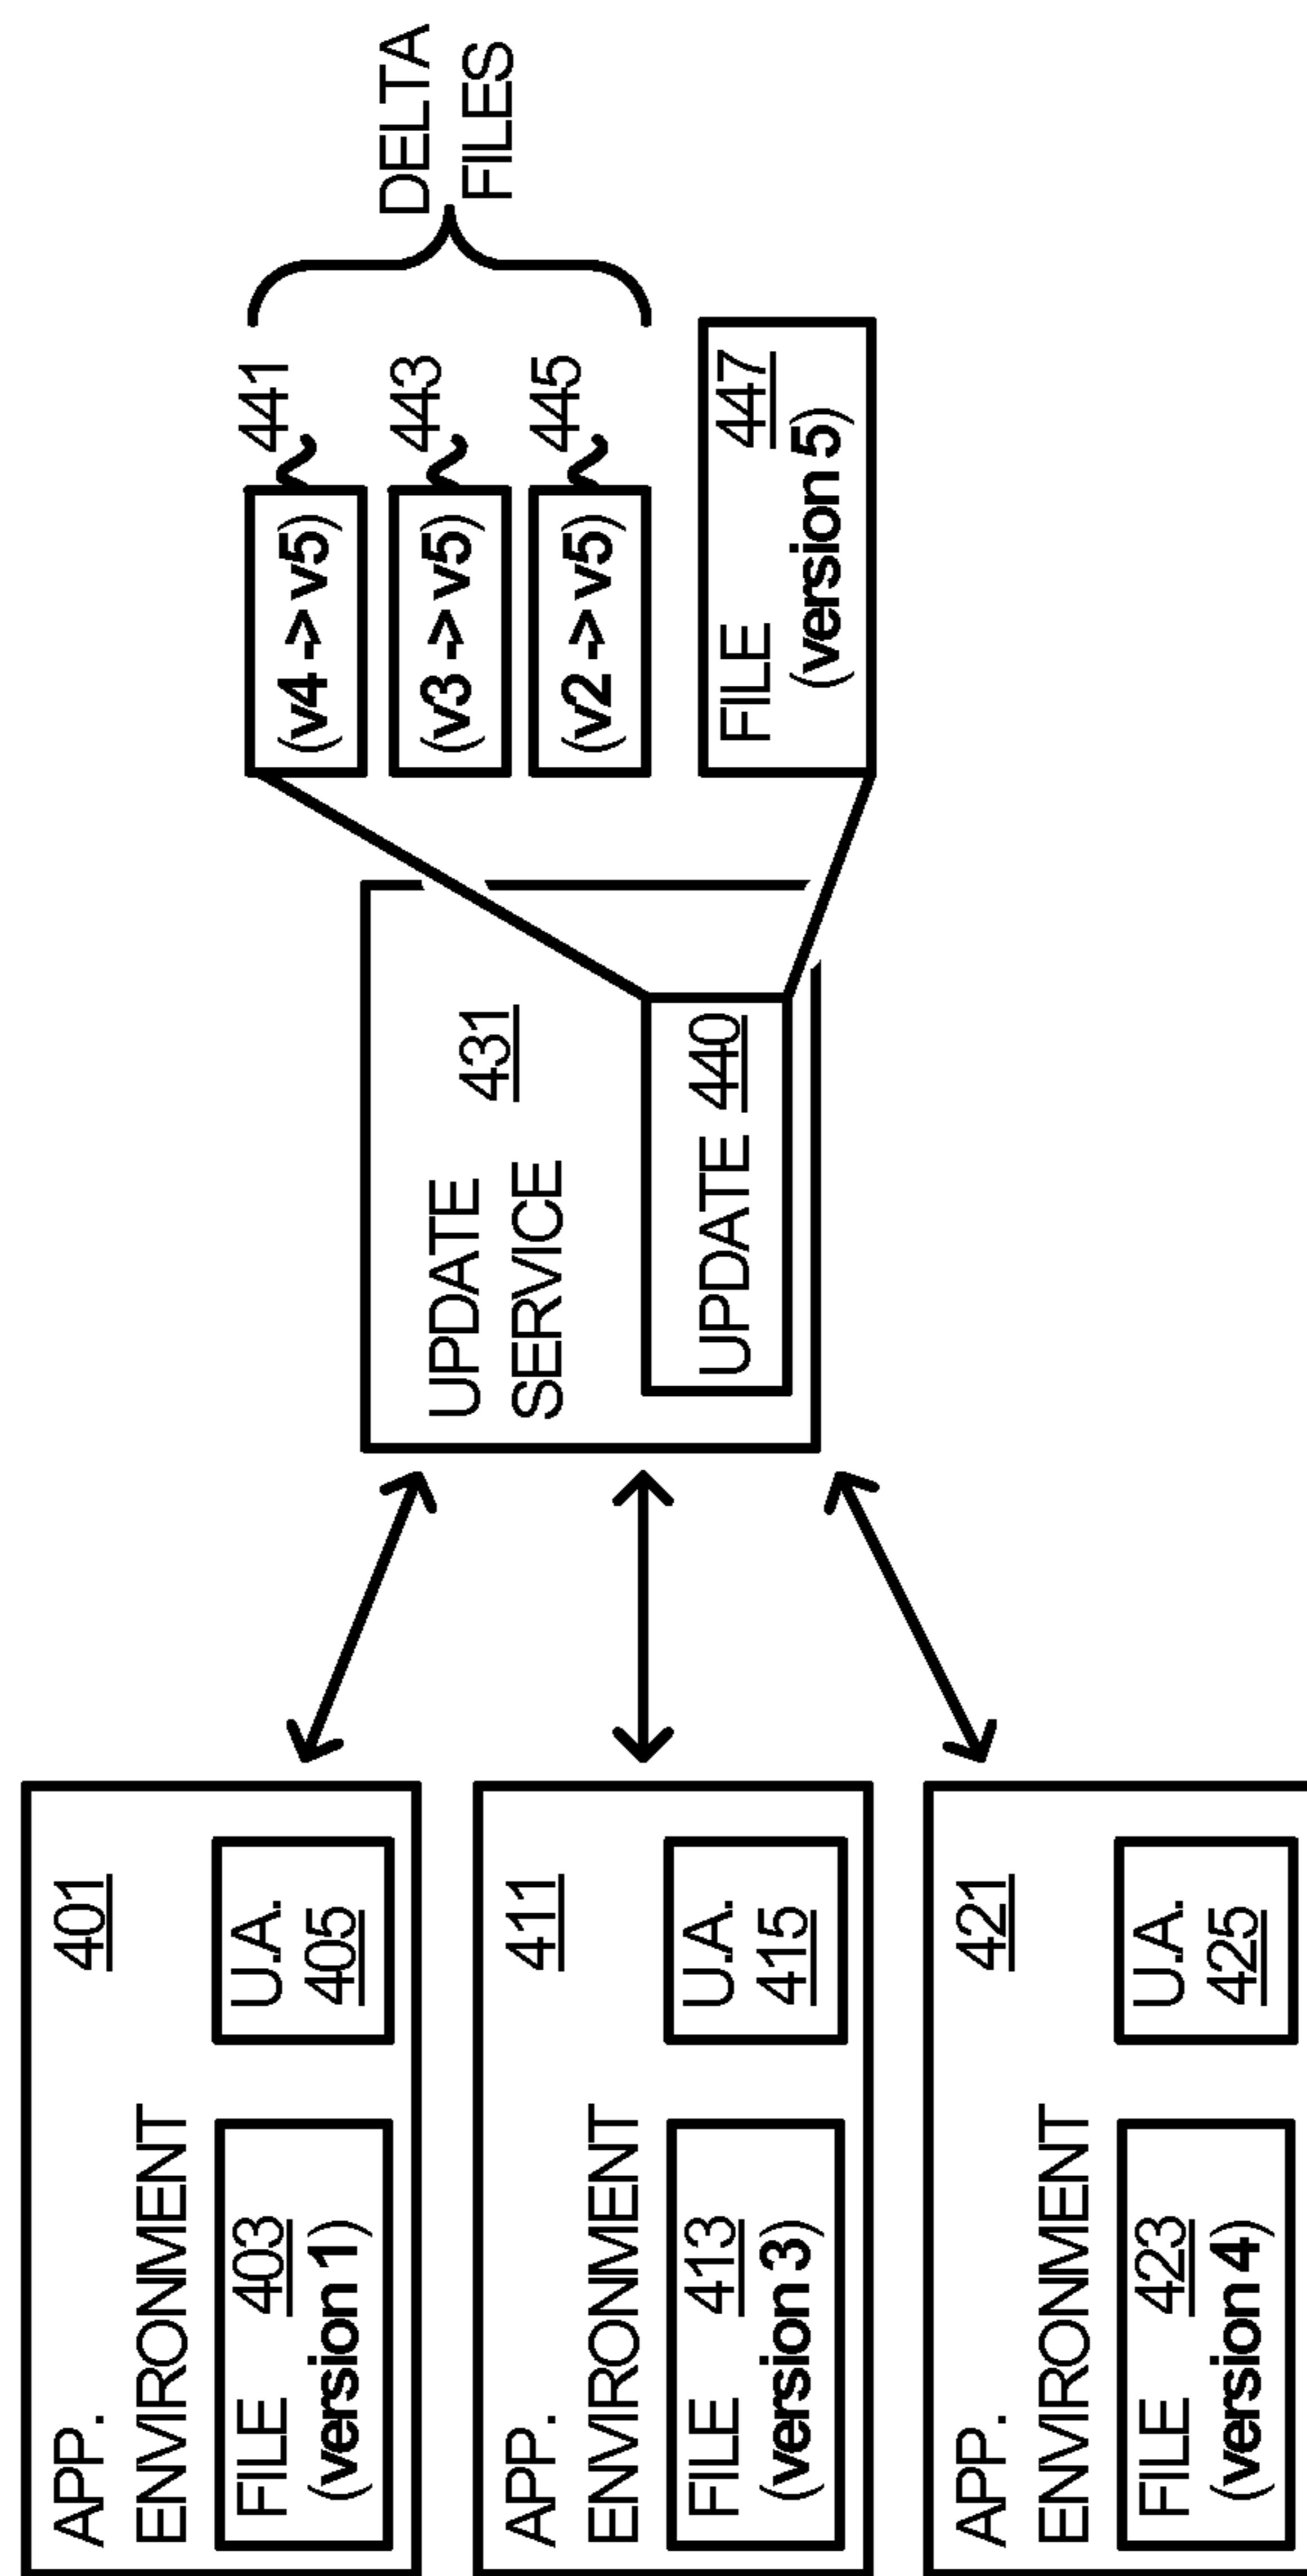 APP.
401
ENVIRONMENT
FILE 403
(version 1)
U.A.
405
APP.
411
ENVIRONMENT
FILE 413
(version 3)
U.A.
415
APP.
421
ENVIRONMENT
FILE 423
(version 4)
U.A.
425
UPDATE
SERVICE
431
UPDATE 440
(v4 -> v5)
441
(v3 -> v5)
443
(v2 -> v5)
445
DELTA
FILES
FILE 447
(version 5)